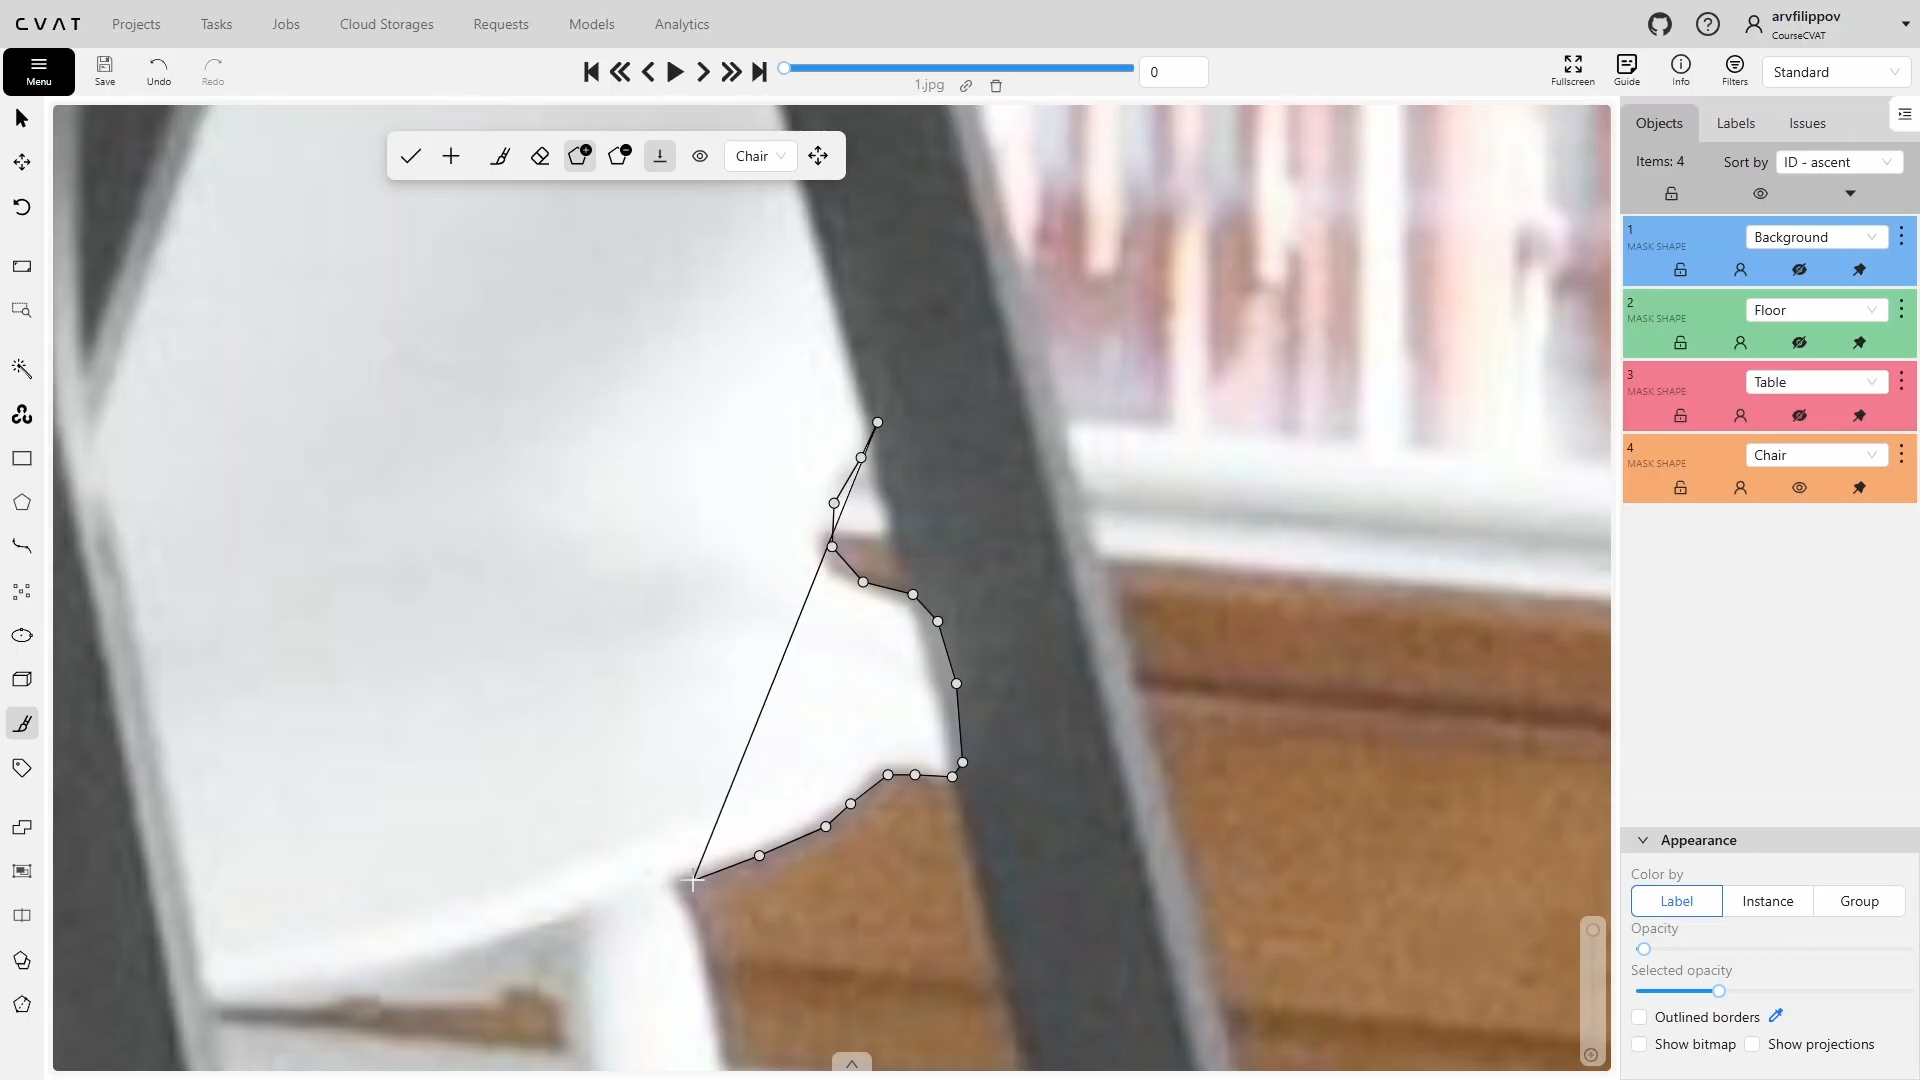 CVAT Projects Tasks Jobs Cloud Storages Requests Models Analytics arvfilippov
CourseCVAT
Menu Save Undo Redo 1.jpg 0 Fullscreen Guide Info Filters Standard
Chair
Objects Labels Issues
Items: 4 Sort by ID - ascent
1 MASK SHAPE Background
2 MASK SHAPE Floor
3 MASK SHAPE Table
4 MASK SHAPE Chair
Appearance
Color by
Label Instance Group
Opacity
Selected opacity
Outlined borders
Show bitmap Show projections